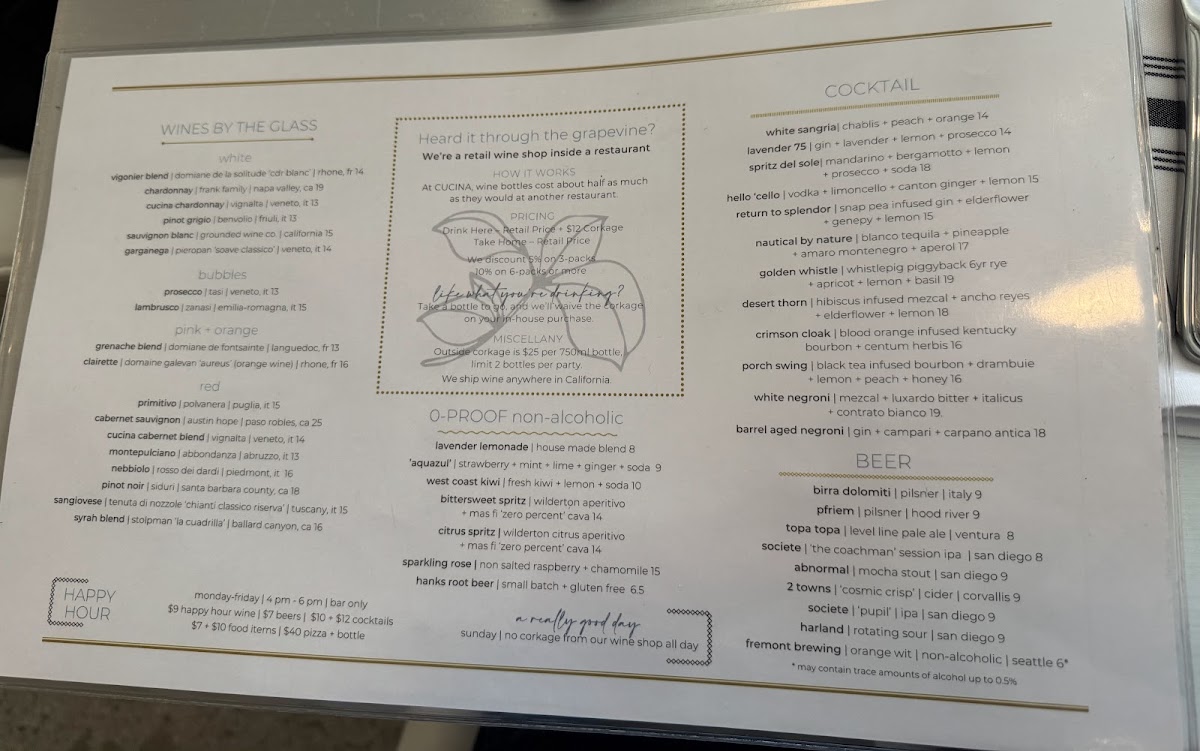 WINES BY THE GLASS
white
vigonier blend | domiane de la solitude 'cdr blanc' | rhone, fr 14
chardonnay | frank family | napa valley, ca 19
cucina chardonnay | vignalta | veneto, it 13
pinot grigio | benvolio | friuli, it 13
sauvignon blanc | grounded wine co. | california 15
garganega | pieropan 'soave classico' | veneto, it 14
bubbles
prosecco | tasi | veneto, it 13
lambrusco | zanasi | emilia-romagna, it 15
pink + orange
grenache blend | domiane de fontsainte | languedoc, fr 13
clairette | domaine galevan 'aureus' (orange wine) | rhone, fr 16
red
primitivo | polvanera | puglia, it 15
cabernet sauvignon | austin hope | paso robles, ca 25
cucina cabernet blend | vignalta | veneto, it 14
montepulciano | abbondanza | abruzzo, it 13
nebbiolo | rosso dei dardi | piedmont, it 16
pinot noir | siduri | santa barbara county, ca 18
sangiovese | tenuta di nozzole 'chianti classico riserva' | tuscany, it 15
syrah blend | stolpman 'la cuadrilla' | ballard canyon, ca 16
HAPPY
HOUR
monday-friday | 4 pm - 6 pm | bar only
$9 happy hour wine | $7 beers | $10 + $12 cocktails
$7 + $10 food items | $40 pizza + bottle
Heard it through the grapevine?
We're a retail wine shop inside a restaurant
HOW IT WORKS
At CUCINA, wine bottles cost about half as much
as they would at another restaurant.
PRICING
Drink Here – Retail Price + $12 Corkage
Take Home – Retail Price
We discount 5% on 3-packs,
10% on 6-packs or more
like what you're drinking?
Take a bottle to go, and we'll waive the corkage
on your in-house purchase.
MISCELLANY
Outside corkage is $25 per 750ml bottle,
limit 2 bottles per party.
We ship wine anywhere in California.
0-PROOF non-alcoholic
lavender lemonade | house made blend 8
'aquazul' | strawberry + mint + lime + ginger + soda 9
west coast kiwi | fresh kiwi + lemon + soda 10
bittersweet spritz | wilderton aperitivo
+ mas fi 'zero percent' cava 14
citrus spritz | wilderton citrus aperitivo
+ mas fi 'zero percent' cava 14
sparkling rose | non salted raspberry + chamomile 15
hanks root beer | small batch + gluten free 6.5
a really good day
sunday | no corkage from our wine shop all day
COCKTAIL
white sangria| chablis + peach + orange 14
lavender 75 | gin + lavender + lemon + prosecco 14
spritz del sole| mandarino + bergamotto + lemon
+ prosecco + soda 18
hello 'cello | vodka + limoncello + canton ginger + lemon 15
return to splendor | snap pea infused gin + elderflower
+ genepy + lemon 15
nautical by nature | blanco tequila + pineapple
+ amaro montenegro + aperol 17
golden whistle | whistlepig piggyback 6yr rye
+ apricot + lemon + basil 19
desert thorn | hibiscus infused mezcal + ancho reyes
+ elderflower + lemon 18
crimson cloak | blood orange infused kentucky
bourbon + centum herbis 16
porch swing | black tea infused bourbon + drambuie
+ lemon + peach + honey 16
white negroni | mezcal + luxardo bitter + italicus
+ contrato bianco 19.
barrel aged negroni | gin + campari + carpano antica 18
BEER
birra dolomiti | pilsner | italy 9
pfriem | pilsner | hood river 9
topa topa | level line pale ale | ventura 8
societe | 'the coachman' session ipa | san diego 8
abnormal | mocha stout | san diego 9
2 towns | 'cosmic crisp' | cider | corvallis 9
societe | 'pupil' | ipa | san diego 9
harland | rotating sour | san diego 9
fremont brewing | orange wit | non-alcoholic | seattle 6*
* may contain trace amounts of alcohol up to 0.5%